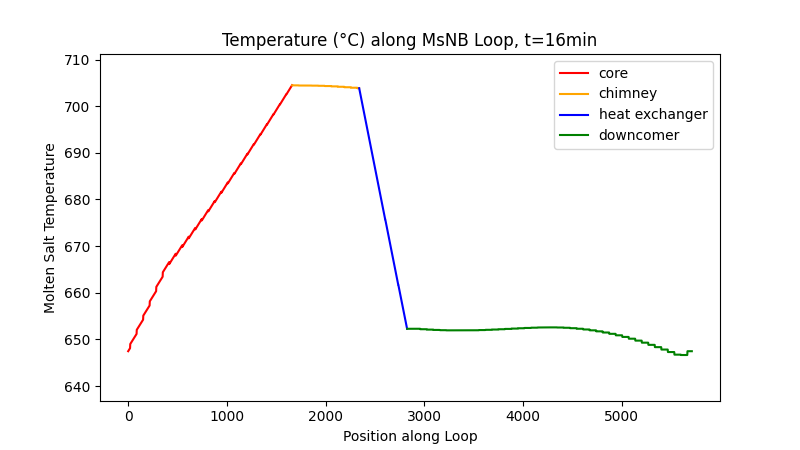 Temperature (°C) along MsNB Loop, t=16min
710
700
690
680
670
660
650
640
Molten Salt Temperature
core
chimney
heat exchanger
downcomer
0
1000
2000
3000
4000
5000
Position along Loop